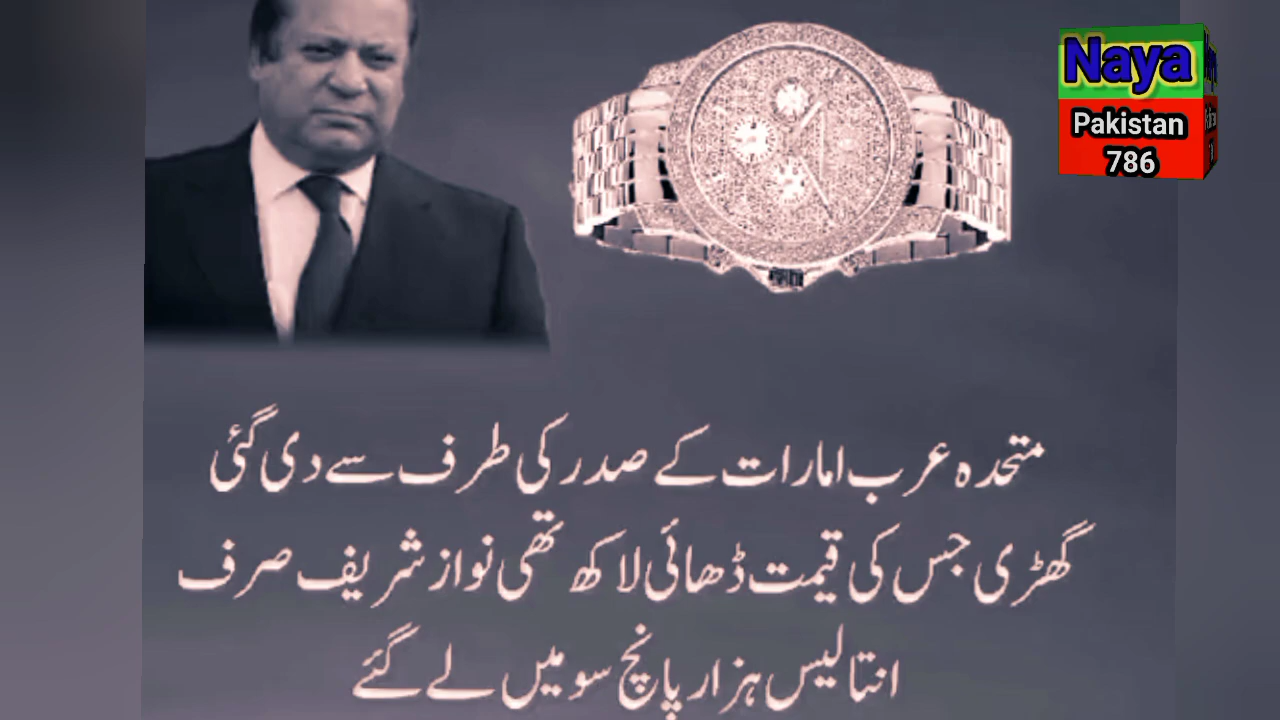 Naya
Pakistan
786
متحدہ عرب امارات کے صدر کی طرف سے دی گئی
گھڑی جس کی قیمت ڈھائی لاکھ تھی نواز شریف صرف
انتالیس ہزار پانچ سو میں لے گئے